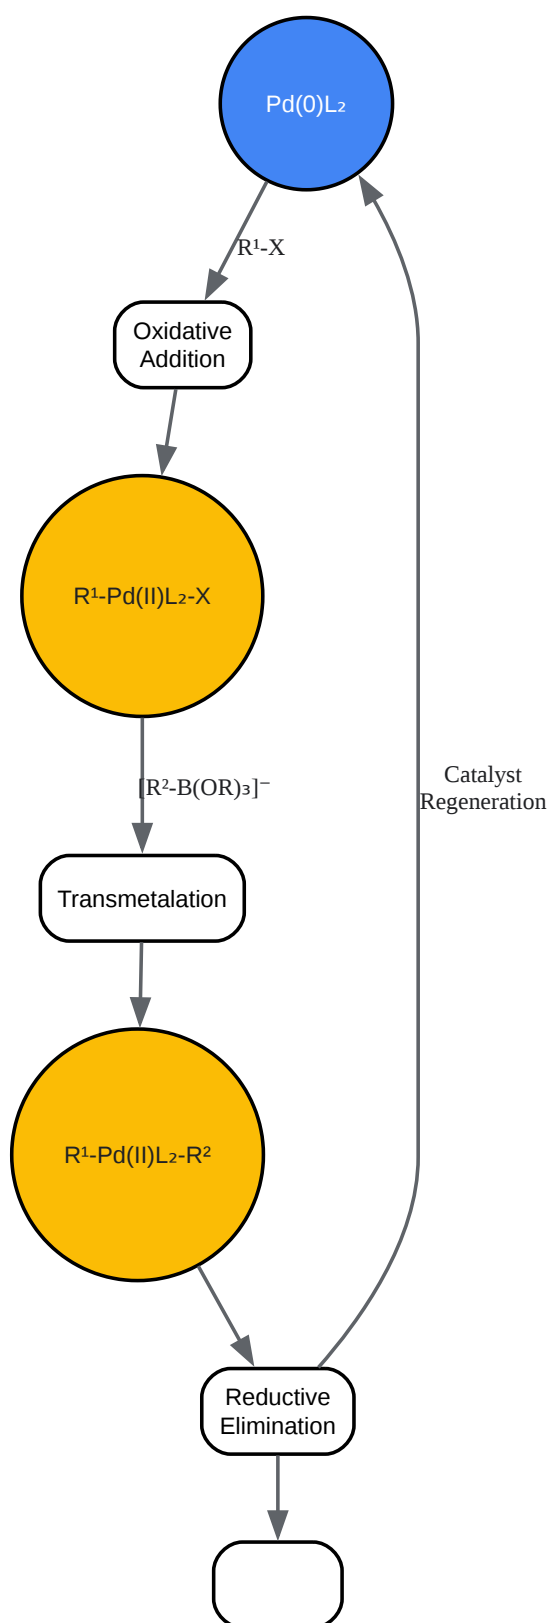 Pd(0)L₂
R¹-X
Oxidative
Addition
R¹-Pd(II)L₂-X
[R²-B(OR)₃]⁻
Catalyst
Regeneration
Transmetalation
R¹-Pd(II)L₂-R²
Reductive
Elimination